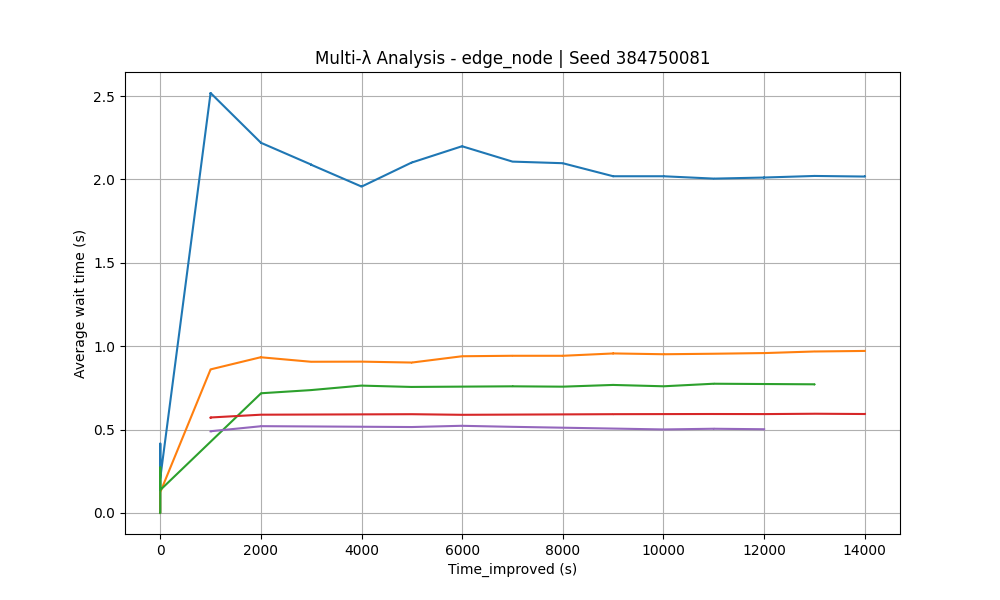 Multi-λ Analysis - edge_node | Seed 384750081
Average wait time (s)
2.5
2.0
1.5
1.0
0.5
0.0
0 2000 4000 6000 8000 10000 12000 14000
Time_improved (s)